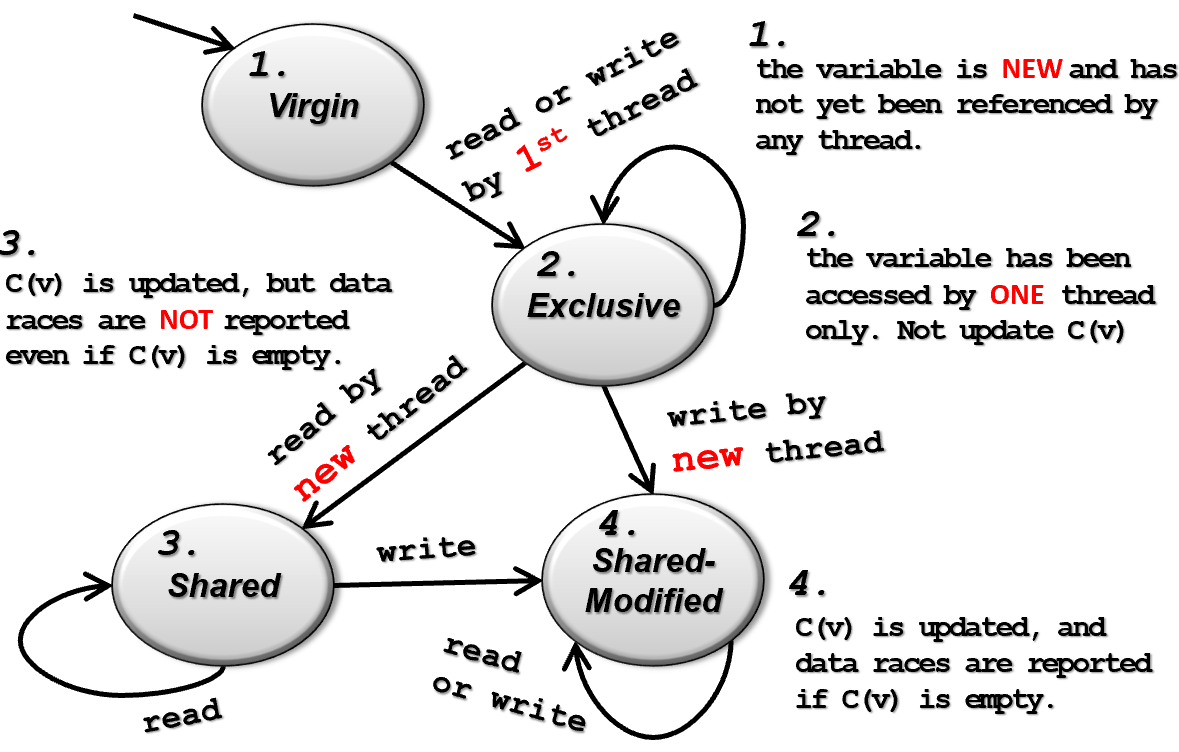 1.
Virgin
read or write
by 1st thread
1.
the variable is NEW and has
not yet been referenced by
any thread.
2.
Exclusive
2.
the variable has been
accessed by ONE thread
only. Not update C(v)
3.
C(v) is updated, but data
races are NOT reported
even if C(v) is empty.
read by
new thread
write by
new thread
3.
Shared
write
4.
Shared-
Modified
read
read
or write
4.
C(v) is updated, and
data races are reported
if C(v) is empty.